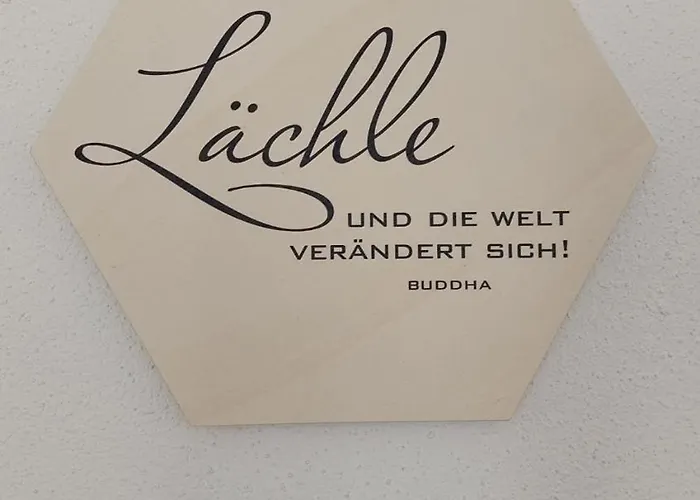 Lächle
UND DIE WELT
VERÄNDERT SICH!
BUDDHA